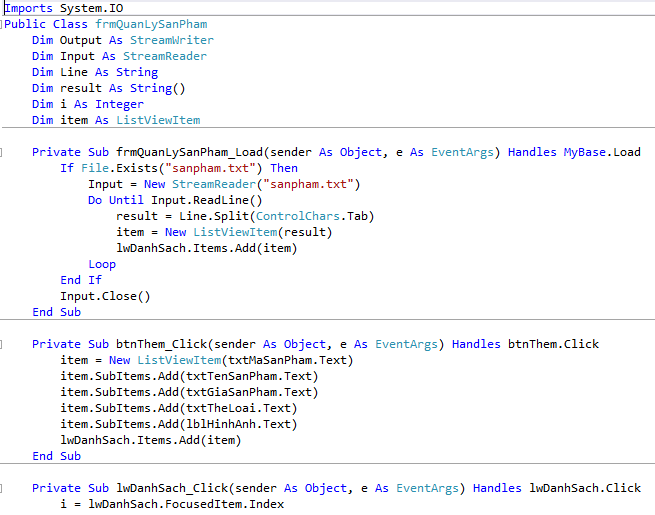 Imports System.IO
Public Class frmQuanLySanPham
    Dim Output As StreamWriter
    Dim Input As StreamReader
    Dim Line As String
    Dim result As String()
    Dim i As Integer
    Dim item As ListViewItem
    Private Sub frmQuanLySanPham_Load(sender As Object, e As EventArgs) Handles MyBase.Load
        If File.Exists("sanpham.txt") Then
            Input = New StreamReader("sanpham.txt")
            Do Until Input.ReadLine()
                result = Line.Split(ControlChars.Tab)
                item = New ListViewItem(result)
                lwDanhSach.Items.Add(item)
            Loop
        End If
        Input.Close()
    End Sub
    Private Sub btnThem_Click(sender As Object, e As EventArgs) Handles btnThem.Click
        item = New ListViewItem(txtMaSanPham.Text)
        item.SubItems.Add(txtTenSanPham.Text)
        item.SubItems.Add(txtGiaSanPham.Text)
        item.SubItems.Add(txtTheLoai.Text)
        item.SubItems.Add(lblHinhAnh.Text)
        lwDanhSach.Items.Add(item)
    End Sub
    Private Sub lwDanhSach_Click(sender As Object, e As EventArgs) Handles lwDanhSach.Click
        i = lwDanhSach.FocusedItem.Index